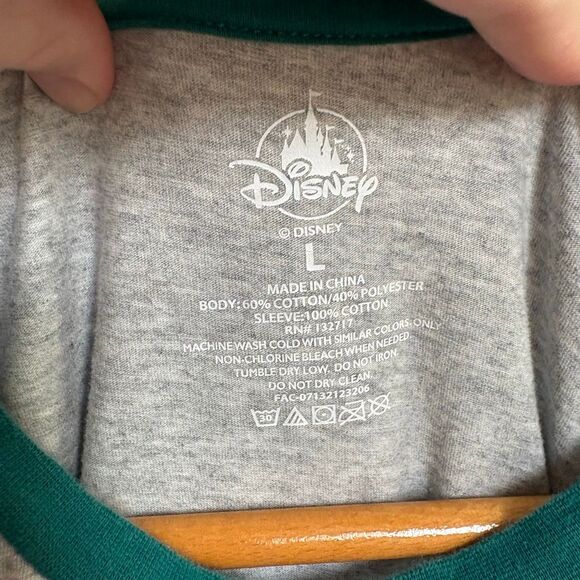 DISNEY
© DISNEY
L
MADE IN CHINA
BODY: 60% COTTON/40% POLYESTER
SLEEVE: 100% COTTON
RN# 132717
MACHINE WASH COLD WITH SIMILAR COLORS. ONLY
NON-CHLORINE BLEACH WHEN NEEDED.
TUMBLE DRY LOW. DO NOT IRON.
DO NOT DRY CLEAN.
FAC-07132123206
30